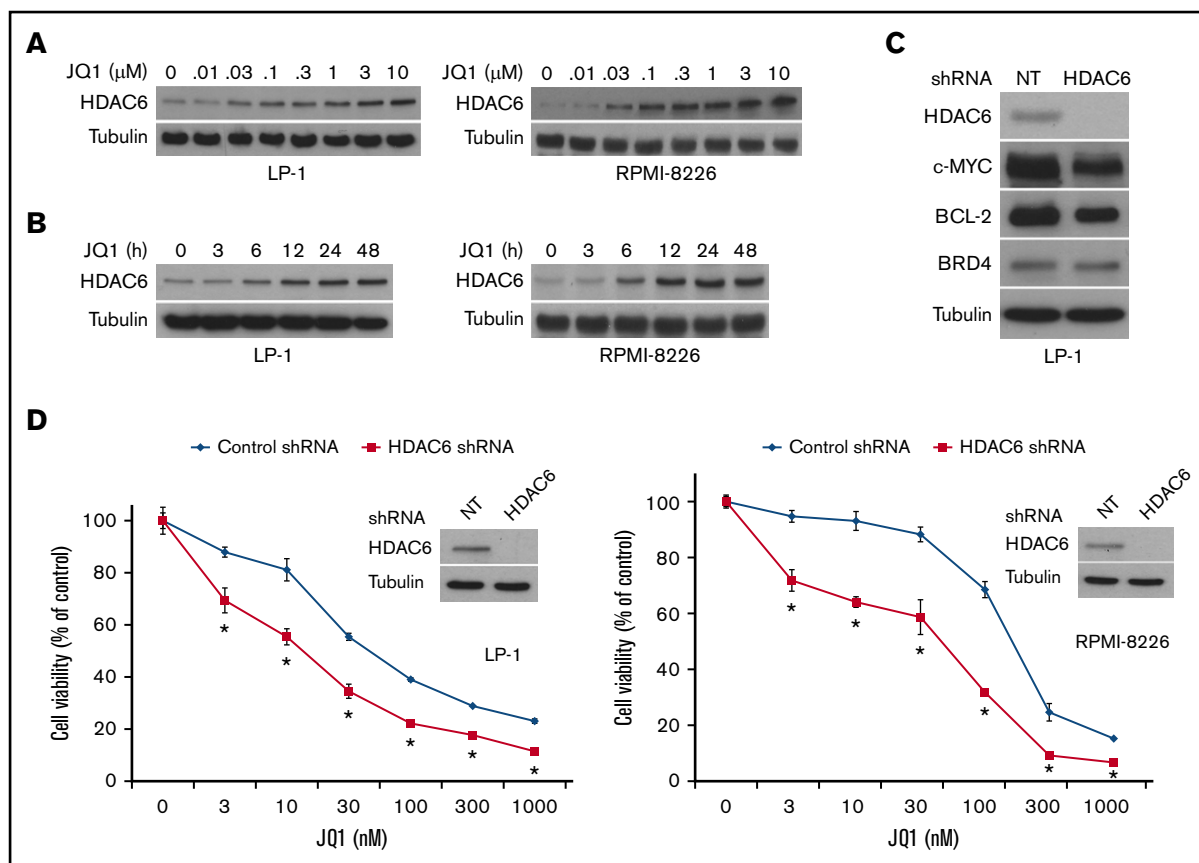 A
JQ1 (μM) 0 .01 .03 .1 .3 1 3 10
HDAC6
Tubulin
LP-1
JQ1 (μM) 0 .01 .03 .1 .3 1 3 10
HDAC6
Tubulin
RPMI-8226
B
JQ1 (h) 0 3 6 12 24 48
HDAC6
Tubulin
LP-1
JQ1 (h) 0 3 6 12 24 48
HDAC6
Tubulin
RPMI-8226
C
shRNA NT HDAC6
HDAC6
c-MYC
BCL-2
BRD4
Tubulin
LP-1
D
Control shRNA HDAC6 shRNA
Cell viability (% of control)
100
80
60
40
20
0
0 3 10 30 100 300 1000
JQ1 (nM)
* * * * * *
shRNA NT HDAC6
HDAC6
Tubulin
LP-1
Control shRNA HDAC6 shRNA
Cell viability (% of control)
100
80
60
40
20
0
0 3 10 30 100 300 1000
JQ1 (nM)
* * * * * *
shRNA NT HDAC6
HDAC6
Tubulin
RPMI-8226